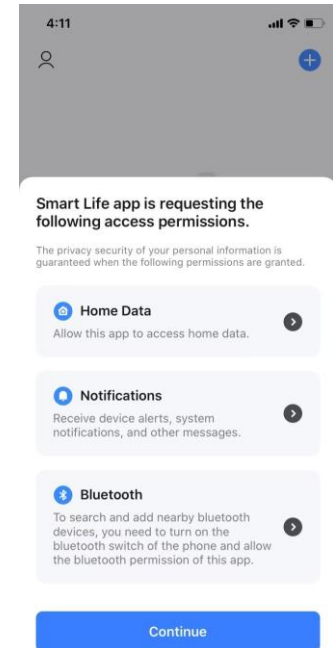 4:11
Smart Life app is requesting the
following access permissions.
The privacy security of your personal information is
guaranteed when the following permissions are granted.
Home Data
Allow this app to access home data.
Notifications
Receive device alerts, system
notifications, and other messages.
Bluetooth
To search and add nearby bluetooth
devices, you need to turn on the
bluetooth switch of the phone and allow
the bluetooth permission of this app.
Continue